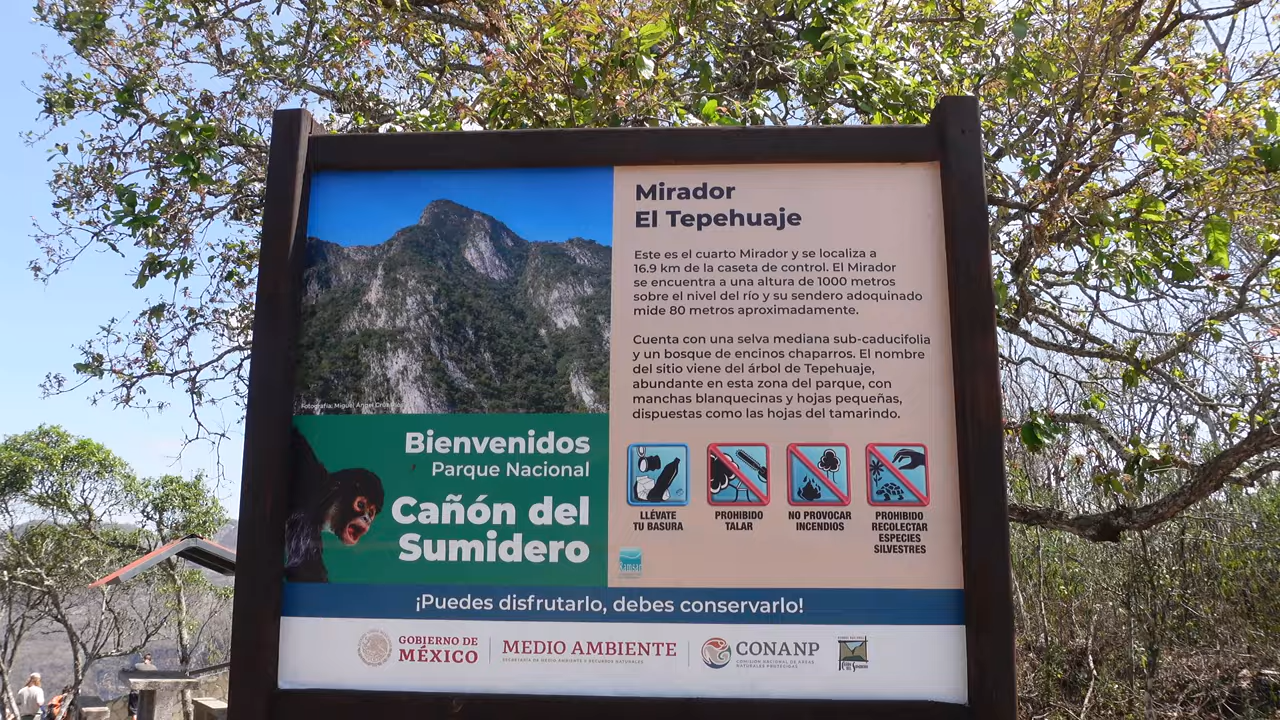 Mirador
El Tepehuaje
Este es el cuarto Mirador y se localiza a
16.9 km de la caseta de control. El Mirador
se encuentra a una altura de 1000 metros
sobre el nivel del río y su sendero adoquinado
mide 80 metros aproximadamente.
Cuenta con una selva mediana sub-caducifolia
y un bosque de encinos chaparros. El nombre
del sitio viene del árbol de Tepehuaje,
abundante en esta zona del parque, con
manchas blanquecinas y hojas pequeñas,
dispuestas como las hojas del tamarindo.
Fotografía: Miguel Ángel
Bienvenidos
Parque Nacional
Cañón del
Sumidero
LLÉVATE
TU BASURA
PROHIBIDO
TALAR
NO PROVOCAR
INCENDIOS
PROHIBIDO
RECOLECTAR
ESPECIES
SILVESTRES
Ramsar
¡Puedes disfrutarlo, debes conservarlo!
GOBIERNO DE
MÉXICO
MEDIO AMBIENTE
SECRETARÍA DE MEDIO AMBIENTE Y RECURSOS NATURALES
CONANP
COMISIÓN NACIONAL DE ÁREAS
NATURALES PROTEGIDAS